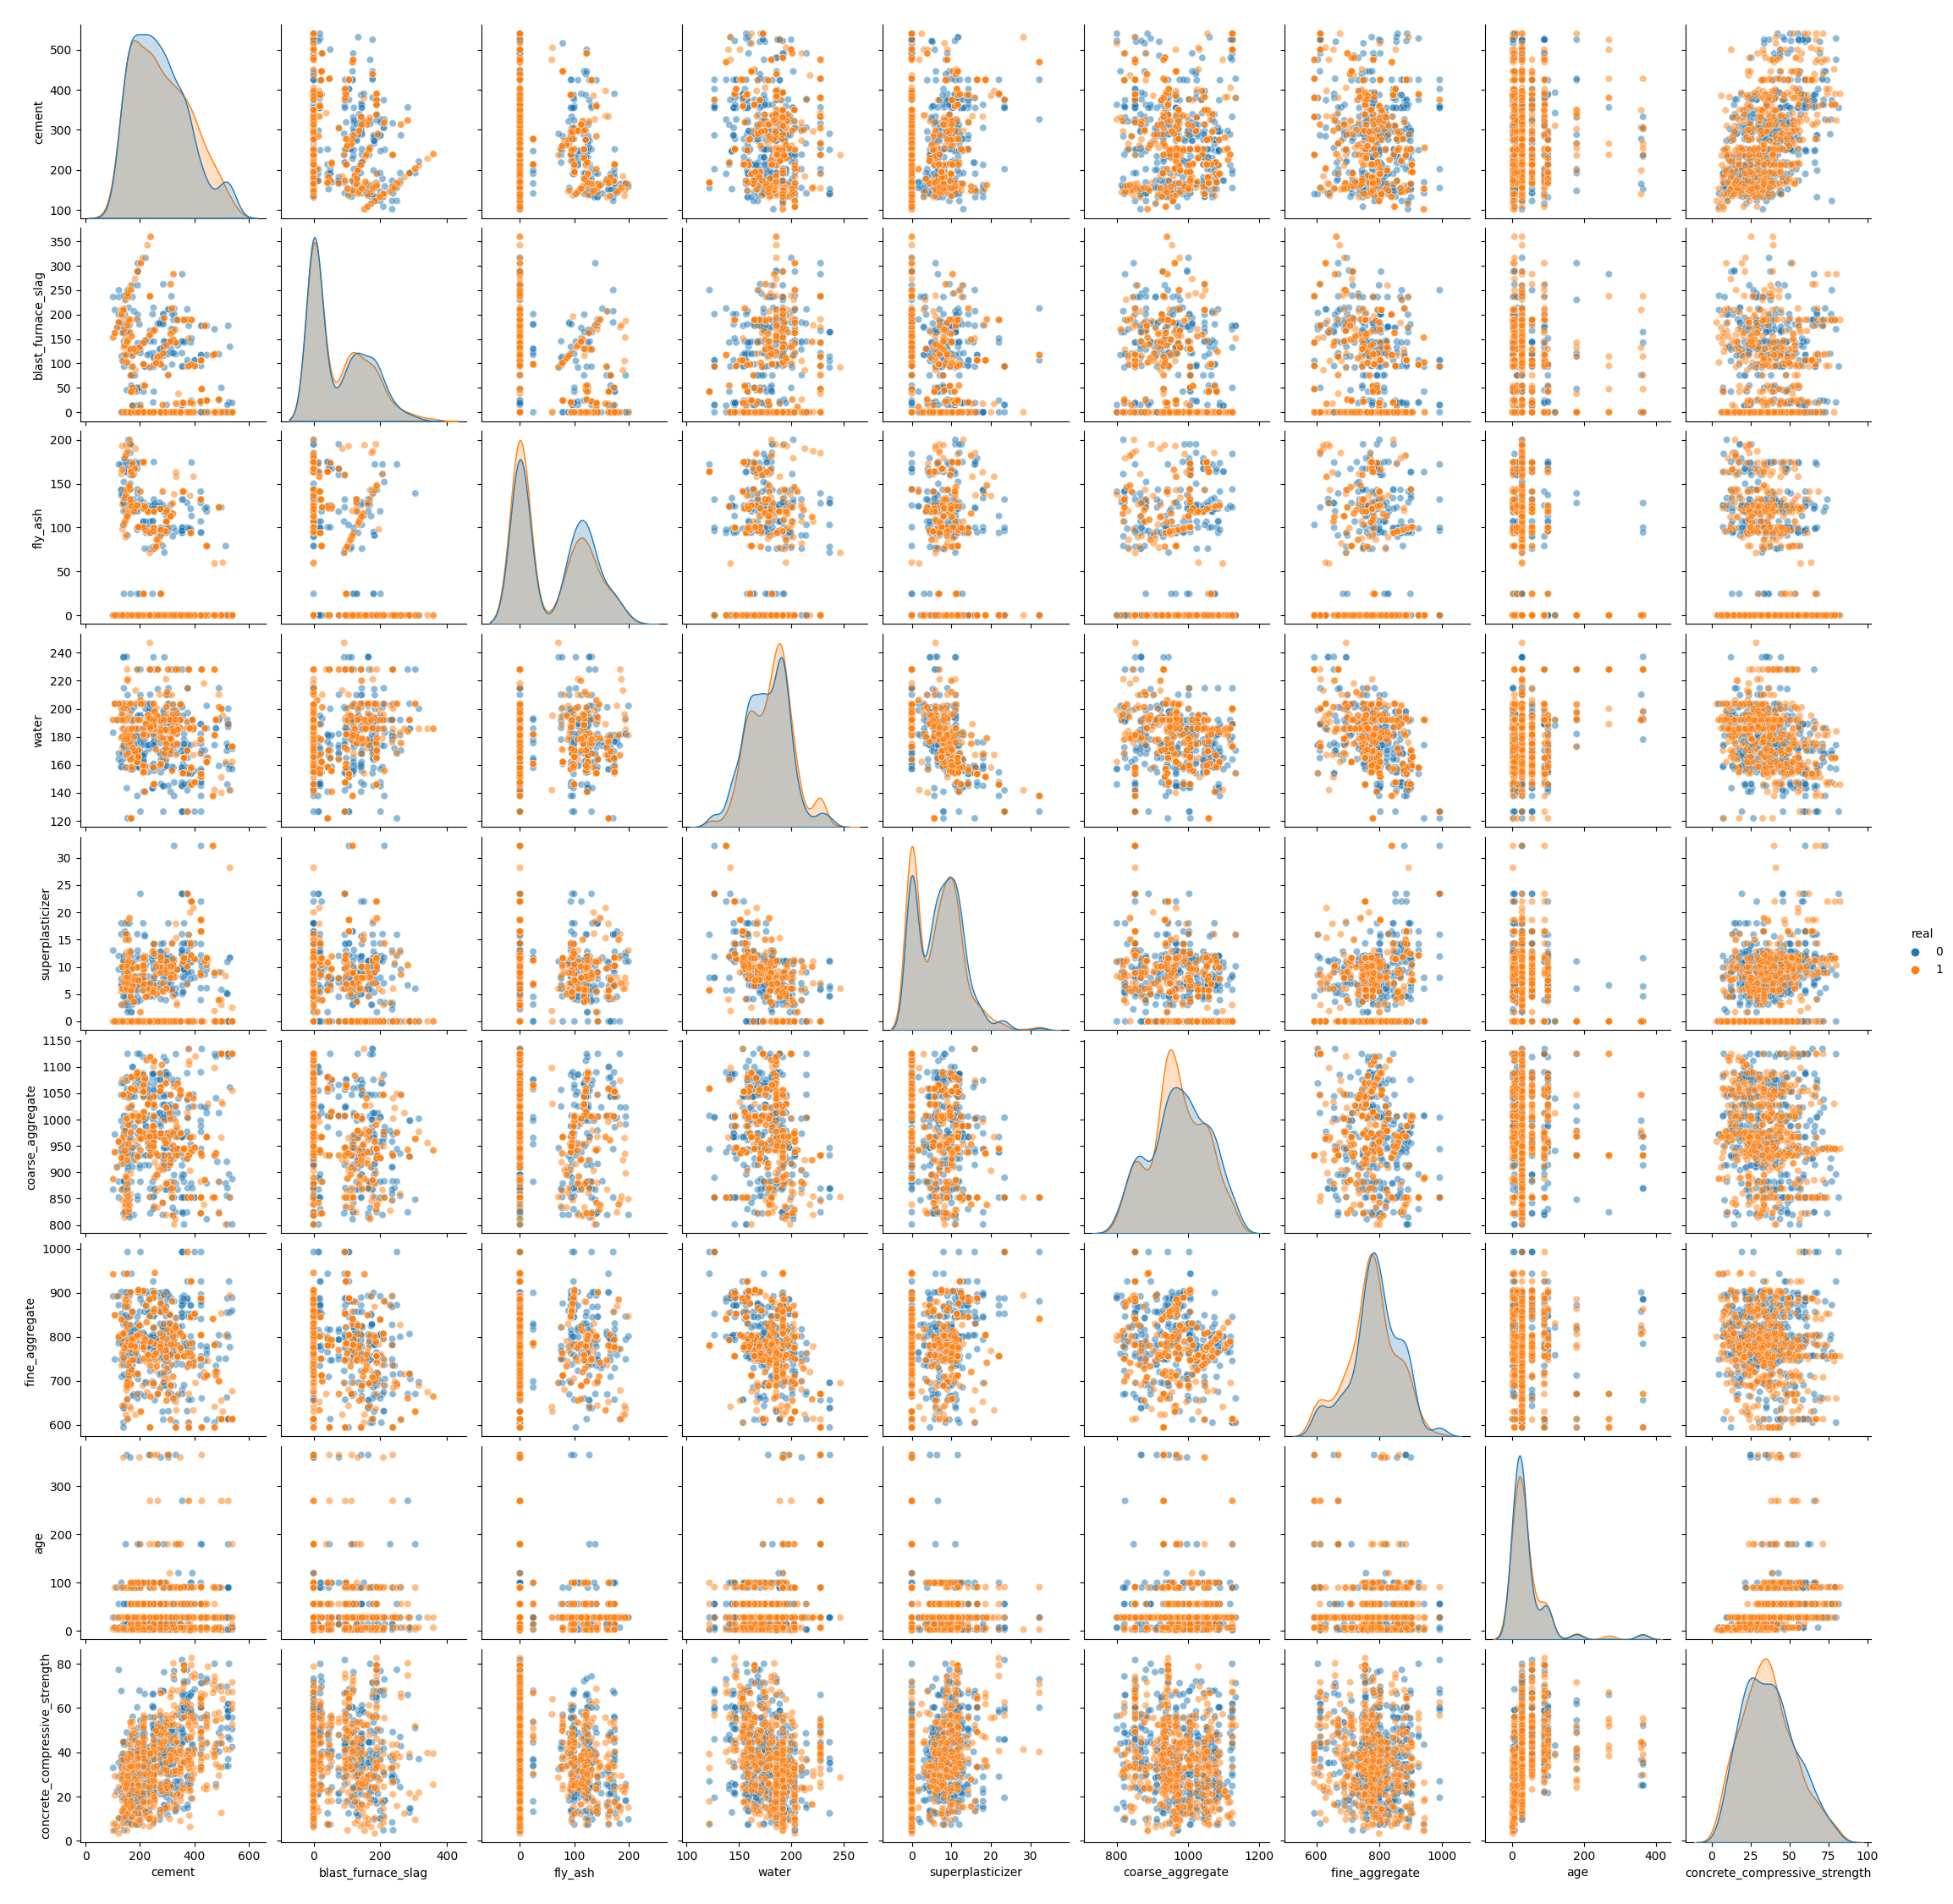 500
400
300
200
100
cement
350
300
250
200
150
100
50
0
blast_furnace_slag
200
150
100
50
0
fly_ash
240
220
200
180
160
140
120
water
30
25
20
15
10
5
0
superplasticizer
real
0
1
1150
1100
1050
1000
950
900
850
800
coarse_aggregate
1000
900
800
700
600
fine_aggregate
300
200
100
0
age
80
60
40
20
0
concrete_compressive_strength
0 200 400 600
0 200 400
0 100 200
100 150 200 250
0 10 20 30
800 1000 1200
600 800 1000
0 200 400
0 25 50 75 100
cement blast_furnace_slag fly_ash water superplasticizer coarse_aggregate fine_aggregate age concrete_compressive_strength